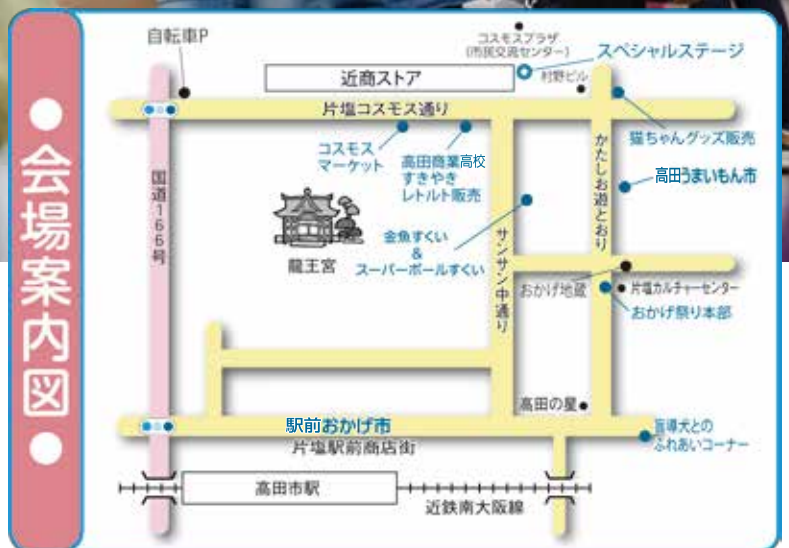 ●会場案内図●
自転車P
コスモスプラザ
(市民交流センター)
スペシャルステージ
近商ストア
村野ビル
片塩コスモス通り
猫ちゃんグッズ販売
コスモス
マーケット
高田商業高校
すきやき
レトルト販売
かたしお遊とおり
高田うまいもん市
国道166号
龍王宮
金魚すくい
&
スーパーボールすくい
サンサン中通り
おかげ地蔵
片塩カルチャーセンター
おかげ祭り本部
高田の星
駅前おかげ市
片塩駅前商店街
盲導犬との
ふれあいコーナー
高田市駅
近鉄南大阪線